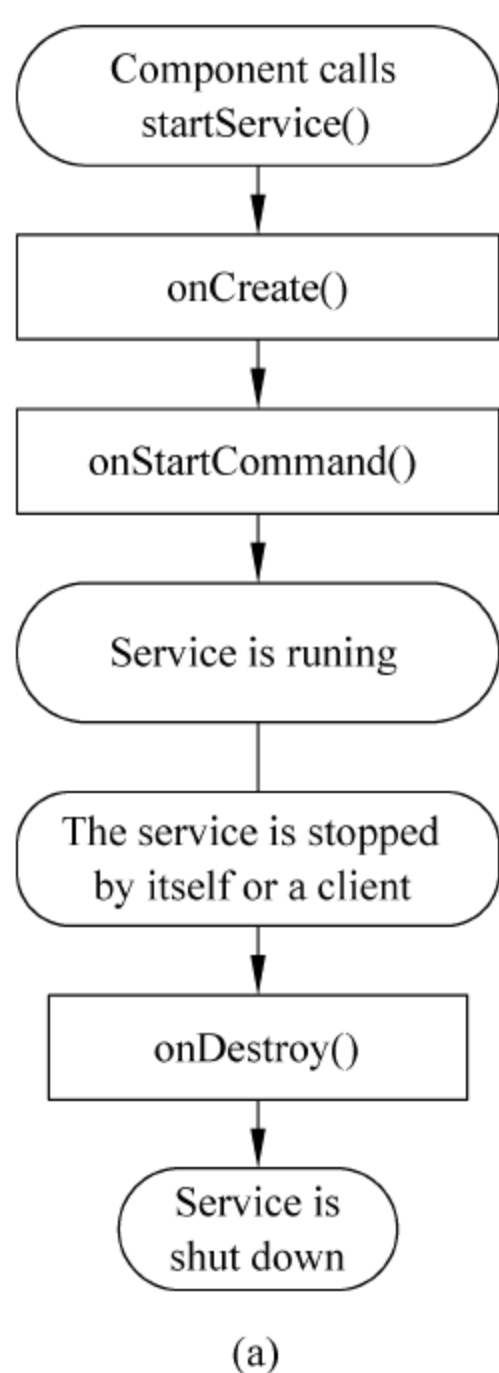 Component calls
startService()
onCreate()
onStartCommand()
Service is runing
The service is stopped
by itself or a client
onDestroy()
Service is
shut down
(a)